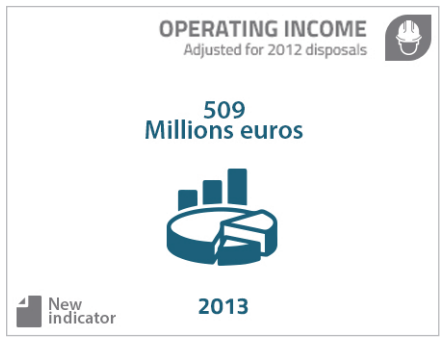 OPERATING INCOME
Adjusted for 2012 disposals
509
Millions euros
2013
New
indicator